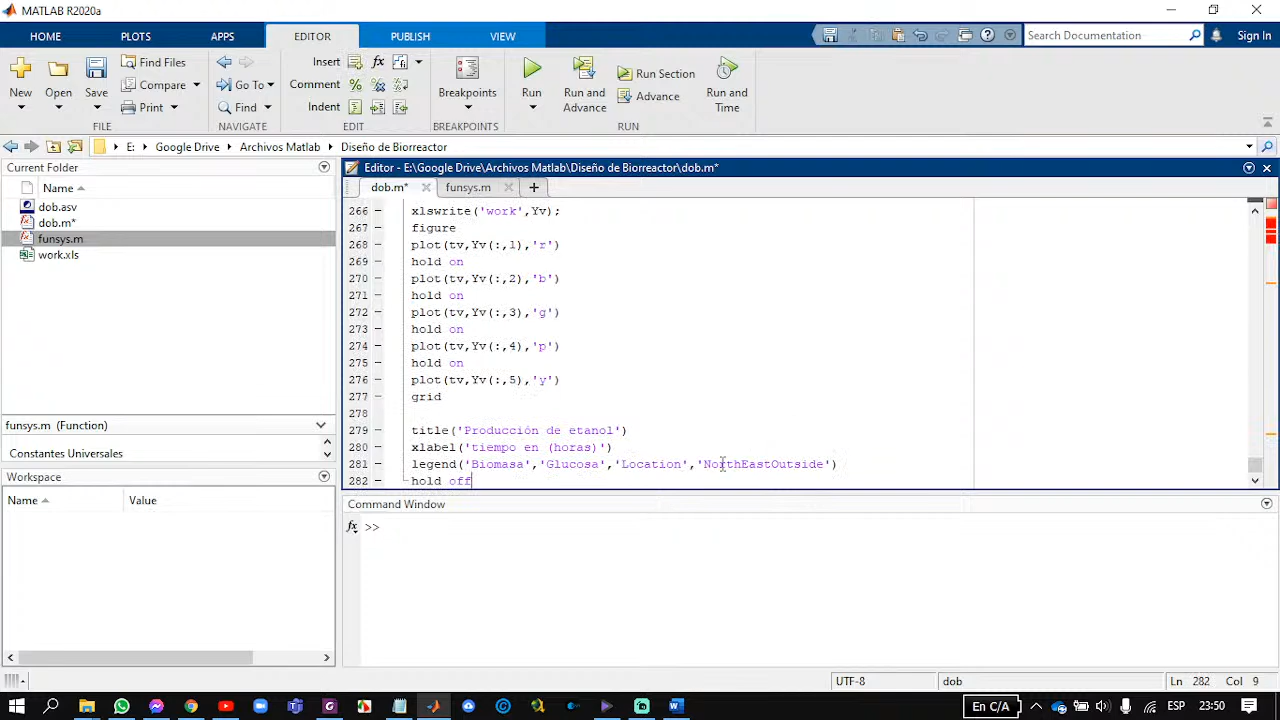 MATLAB R2020a
HOME PLOTS APPS EDITOR PUBLISH VIEW Search Documentation Sign In
New Open Save Find Files Compare Print Go To Find Insert fx Comment Indent Breakpoints Run Run and Advance Run Section Advance Run and Time
FILE NAVIGATE EDIT BREAKPOINTS RUN
E: Google Drive Archivos Matlab Diseño de Biorreactor
Current Folder
Name
dob.asv
dob.m*
funsys.m
work.xls
funsys.m (Function)
Constantes Universales
Workspace
Name Value
Editor - E:\Google Drive\Archivos Matlab\Diseño de Biorreactor\dob.m*
dob.m* funsys.m
266 xlswrite('work',Yv);
267 figure
268 plot(tv,Yv(:,1),'r')
269 hold on
270 plot(tv,Yv(:,2),'b')
271 hold on
272 plot(tv,Yv(:,3),'g')
273 hold on
274 plot(tv,Yv(:,4),'p')
275 hold on
276 plot(tv,Yv(:,5),'y')
277 grid
278
279 title('Producción de etanol')
280 xlabel('tiempo en (horas)')
281 legend('Biomasa','Glucosa','Location','NorthEastOutside')
282 hold off
Command Window
fx >>
UTF-8 dob Ln 282 Col 9
En C/A ESP 23:50